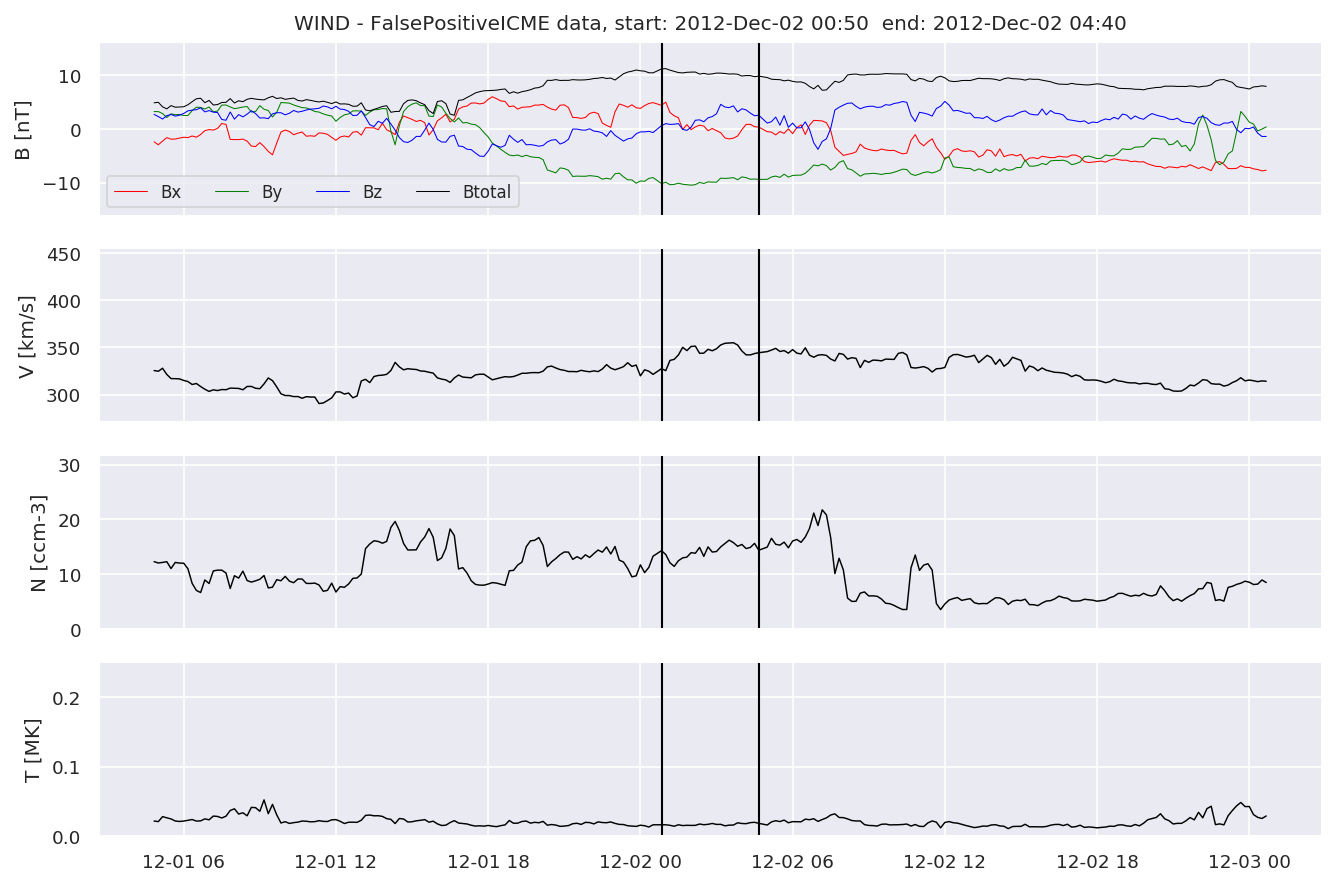 WIND - FalsePositiveICME data, start: 2012-Dec-02 00:50  end: 2012-Dec-02 04:40
B [nT]
10
0
−10
Bx By Bz Btotal
V [km/s]
450
400
350
300
N [ccm-3]
30
20
10
0
T [MK]
0.2
0.1
0.0
12-01 06 12-01 12 12-01 18 12-02 00 12-02 06 12-02 12 12-02 18 12-03 00